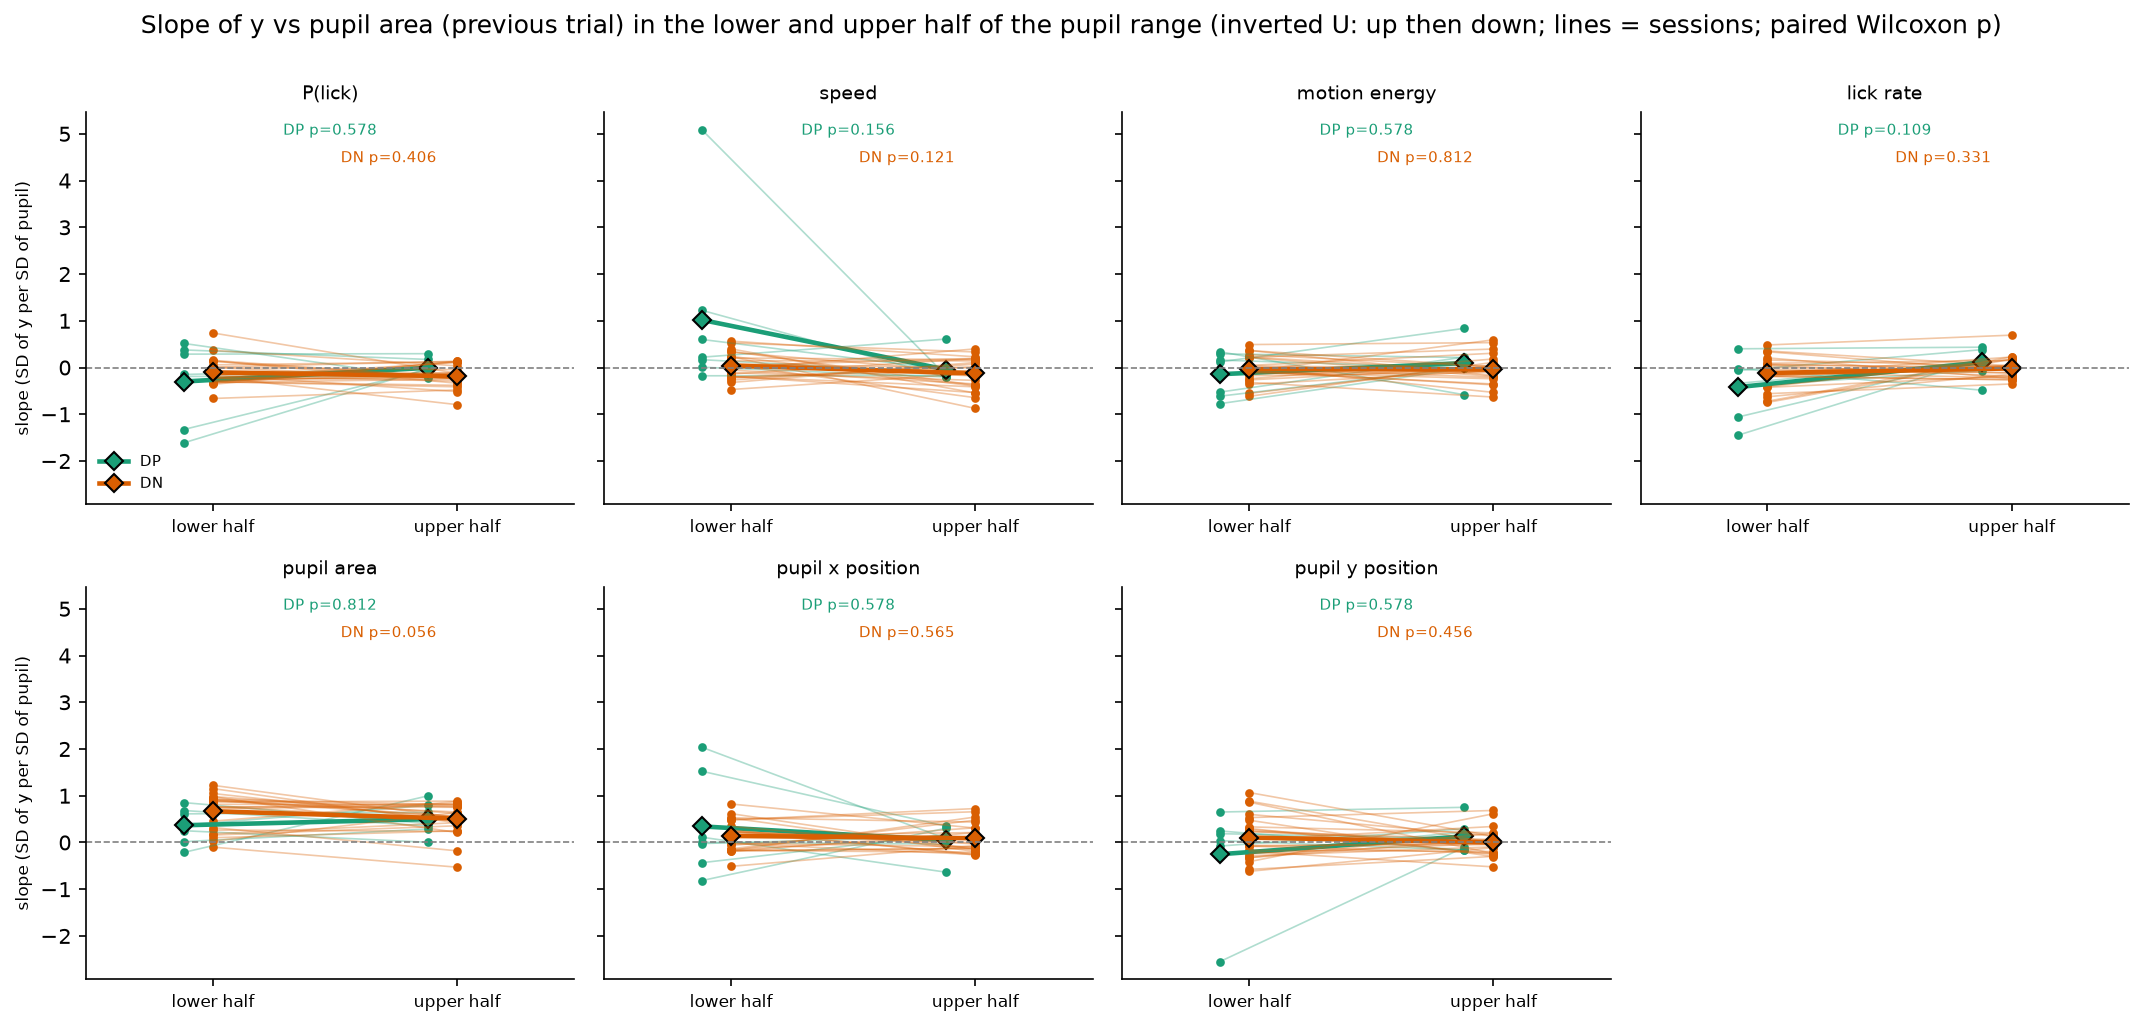 Slope of y vs pupil area (previous trial) in the lower and upper half of the pupil range (inverted U: up then down; lines = sessions; paired Wilcoxon p)
P(lick)
DP p=0.578
DN p=0.406
slope (SD of y per SD of pupil)
5
4
3
2
1
0
−1
−2
DP
DN
lower half
upper half
speed
DP p=0.156
DN p=0.121
lower half
upper half
motion energy
DP p=0.578
DN p=0.812
lower half
upper half
lick rate
DP p=0.109
DN p=0.331
lower half
upper half
pupil area
DP p=0.812
DN p=0.056
slope (SD of y per SD of pupil)
5
4
3
2
1
0
−1
−2
lower half
upper half
pupil x position
DP p=0.578
DN p=0.565
lower half
upper half
pupil y position
DP p=0.578
DN p=0.456
lower half
upper half